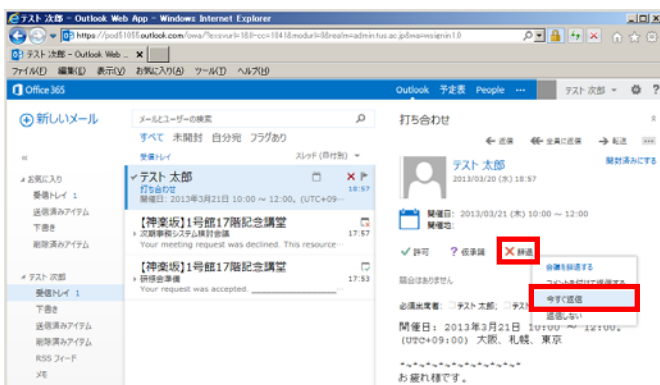 テスト 次郎 - Outlook Web App - Windows Internet Explorer
テスト 次郎 - Outlook Web ...
ファイル(F) 編集(E) 表示(V) お気に入り(A) ツール(T) ヘルプ(H)
Office 365
Outlook 予定表 People ... テスト 次郎
新しいメール
メールとユーザーの検索
すべて 未開封 自分宛 フラグあり
受信トレイ スレッド (日付別)
お気に入り
受信トレイ 1
送信済みアイテム
下書き
削除済みアイテム
テスト 次郎
受信トレイ 1
下書き
送信済みアイテム
削除済みアイテム
RSS フィード
メモ
テスト 太郎
打ち合わせ 18:57
開催日: 2013年3月21日 10:00 ~ 12:00。(UTC+09...
【神楽坂】1号館17階記念講堂
次期事務システム検討会議 17:57
Your meeting request was declined. This resource...
【神楽坂】1号館17階記念講堂
研修会準備 17:53
Your request was accepted.
打ち合わせ
返信 全員に返信 転送
テスト 太郎 開封済みにする
2013/03/20 (水) 18:57
開催日: 2013/03/21 (木) 10:00 ~ 12:00
開催地:
許可 ? 仮承諾 辞退
会議を辞退する
コメントを付けて返信する
今すぐ返信
返信しない
競合はありません
必須出席者: テスト 太郎;
開催日: 2013年3月21日 10:00 ~ 12:00。
(UTC+09:00) 大阪、札幌、東京
*~*~*~*~*~*~*~*~*~*
お疲れ様です。